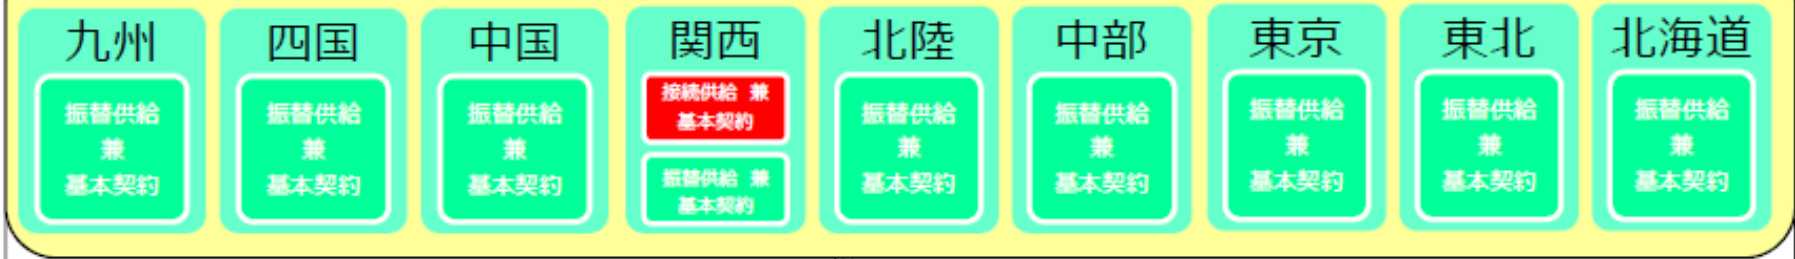 九州
振替供給
兼
基本契約
四国
振替供給
兼
基本契約
中国
振替供給
兼
基本契約
関西
接続供給 兼
基本契約
振替供給 兼
基本契約
北陸
振替供給
兼
基本契約
中部
振替供給
兼
基本契約
東京
振替供給
兼
基本契約
東北
振替供給
兼
基本契約
北海道
振替供給
兼
基本契約